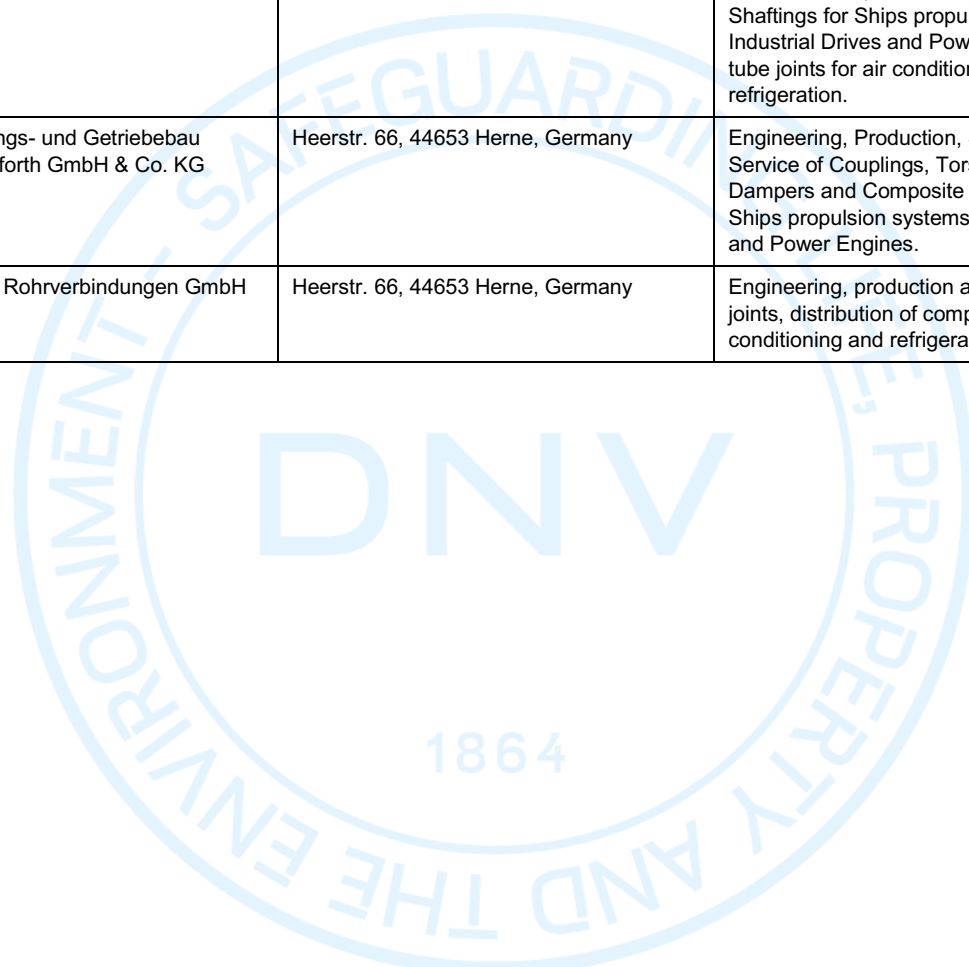 Shaftings for Ships propu
Industrial Drives and Pow
tube joints for air condition
refrigeration.
ngs- und Getriebebau
forth GmbH & Co. KG
Heerstr. 66, 44653 Herne, Germany
Engineering, Production,
Service of Couplings, Tors
Dampers and Composite
Ships propulsion systems
and Power Engines.
Rohrverbindungen GmbH
Heerstr. 66, 44653 Herne, Germany
Engineering, production a
joints, distribution of comp
conditioning and refrigera
SAFEGUARDING LIFE, PROPERTY AND THE ENVIRONMENT –
DNV
1864